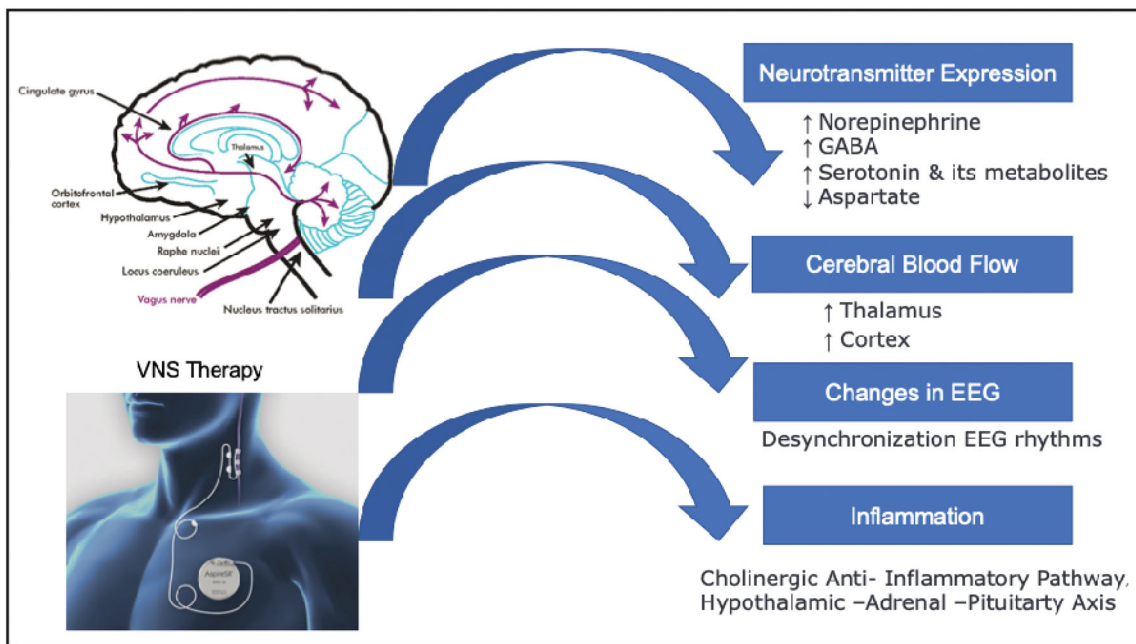 Cingulate gyrus
Thalamus
Orbitofrontal
cortex
Hypothalamus
Amygdala
Raphe nuclei
Locus coeruleus
Vagus nerve
Nucleus tractus solitarius
VNS Therapy
AspireSR
Neurotransmitter Expression
↑ Norepinephrine
↑ GABA
↑ Serotonin & its metabolites
↓ Aspartate
Cerebral Blood Flow
↑ Thalamus
↑ Cortex
Changes in EEG
Desynchronization EEG rhythms
Inflammation
Cholinergic Anti- Inflammatory Pathway,
Hypothalamic –Adrenal –Pituitarty Axis